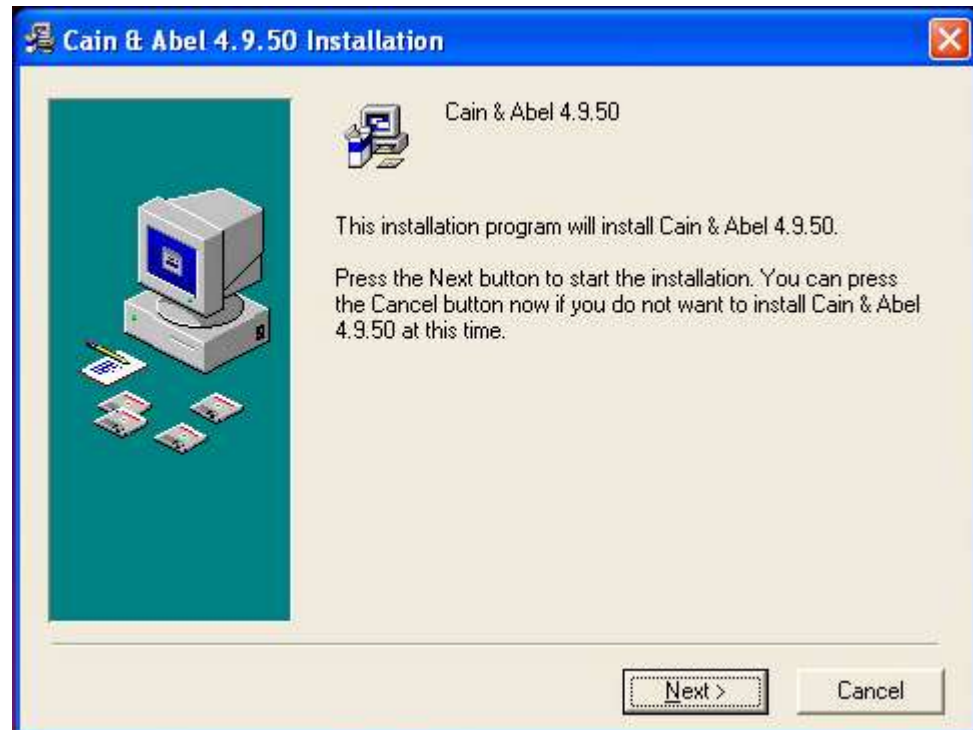 Cain & Abel 4.9.50 Installation
Cain & Abel 4.9.50
This installation program will install Cain & Abel 4.9.50.
Press the Next button to start the installation. You can press
the Cancel button now if you do not want to install Cain & Abel
4.9.50 at this time.
Next >
Cancel